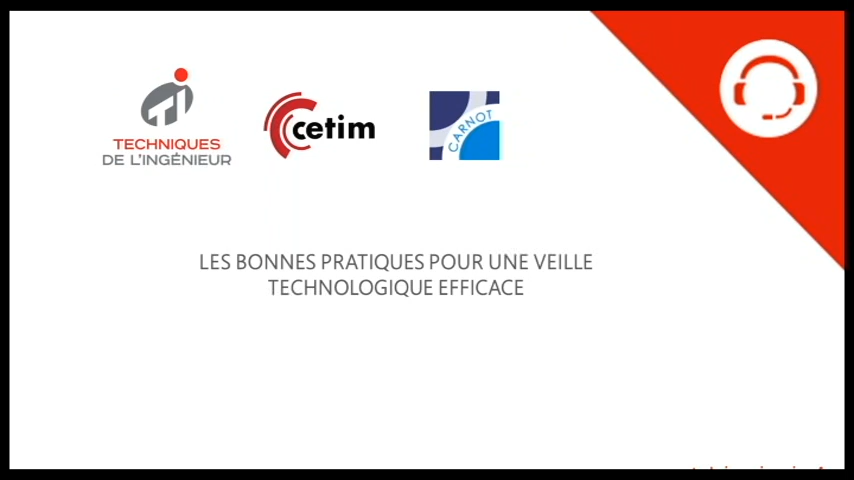 TECHNIQUES
DE L'INGÉNIEUR
cetim
CARNOT
LES BONNES PRATIQUES POUR UNE VEILLE
TECHNOLOGIQUE EFFICACE